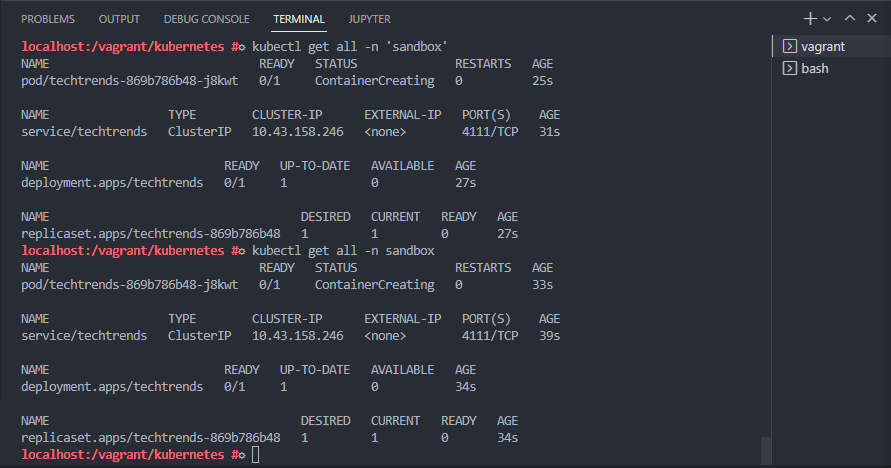 PROBLEMS OUTPUT DEBUG CONSOLE TERMINAL JUPYTER
vagrant
bash
localhost:/vagrant/kubernetes #✡ kubectl get all -n 'sandbox'
NAME READY STATUS RESTARTS AGE
pod/techtrends-869b786b48-j8kwt 0/1 ContainerCreating 0 25s
NAME TYPE CLUSTER-IP EXTERNAL-IP PORT(S) AGE
service/techtrends ClusterIP 10.43.158.246 <none> 4111/TCP 31s
NAME READY UP-TO-DATE AVAILABLE AGE
deployment.apps/techtrends 0/1 1 0 27s
NAME DESIRED CURRENT READY AGE
replicaset.apps/techtrends-869b786b48 1 1 0 27s
localhost:/vagrant/kubernetes #✡ kubectl get all -n sandbox
NAME READY STATUS RESTARTS AGE
pod/techtrends-869b786b48-j8kwt 0/1 ContainerCreating 0 33s
NAME TYPE CLUSTER-IP EXTERNAL-IP PORT(S) AGE
service/techtrends ClusterIP 10.43.158.246 <none> 4111/TCP 39s
NAME READY UP-TO-DATE AVAILABLE AGE
deployment.apps/techtrends 0/1 1 0 34s
NAME DESIRED CURRENT READY AGE
replicaset.apps/techtrends-869b786b48 1 1 0 34s
localhost:/vagrant/kubernetes #✡